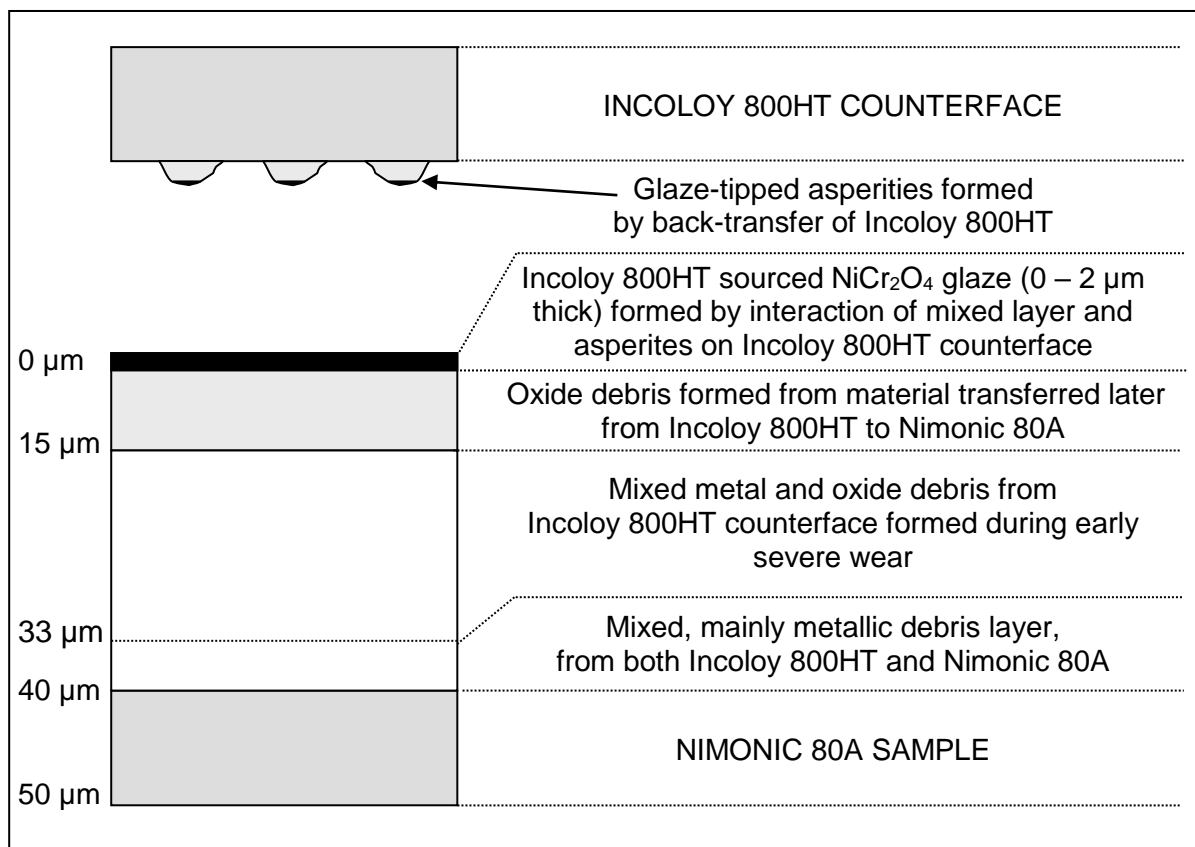 INCOLOY 800HT COUNTERFACE
Glaze-tipped asperities formed
by back-transfer of Incoloy 800HT
Incoloy 800HT sourced NiCr₂O₄ glaze (0 – 2 µm
thick) formed by interaction of mixed layer and
asperites on Incoloy 800HT counterface
0 µm
Oxide debris formed from material transferred later
from Incoloy 800HT to Nimonic 80A
15 µm
Mixed metal and oxide debris from
Incoloy 800HT counterface formed during early
severe wear
33 µm
Mixed, mainly metallic debris layer,
from both Incoloy 800HT and Nimonic 80A
40 µm
NIMONIC 80A SAMPLE
50 µm